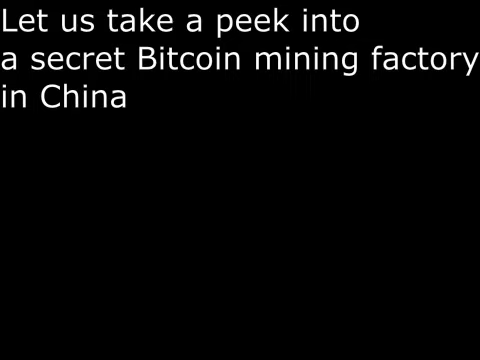 Let us take a peek into
a secret Bitcoin mining factory
in China